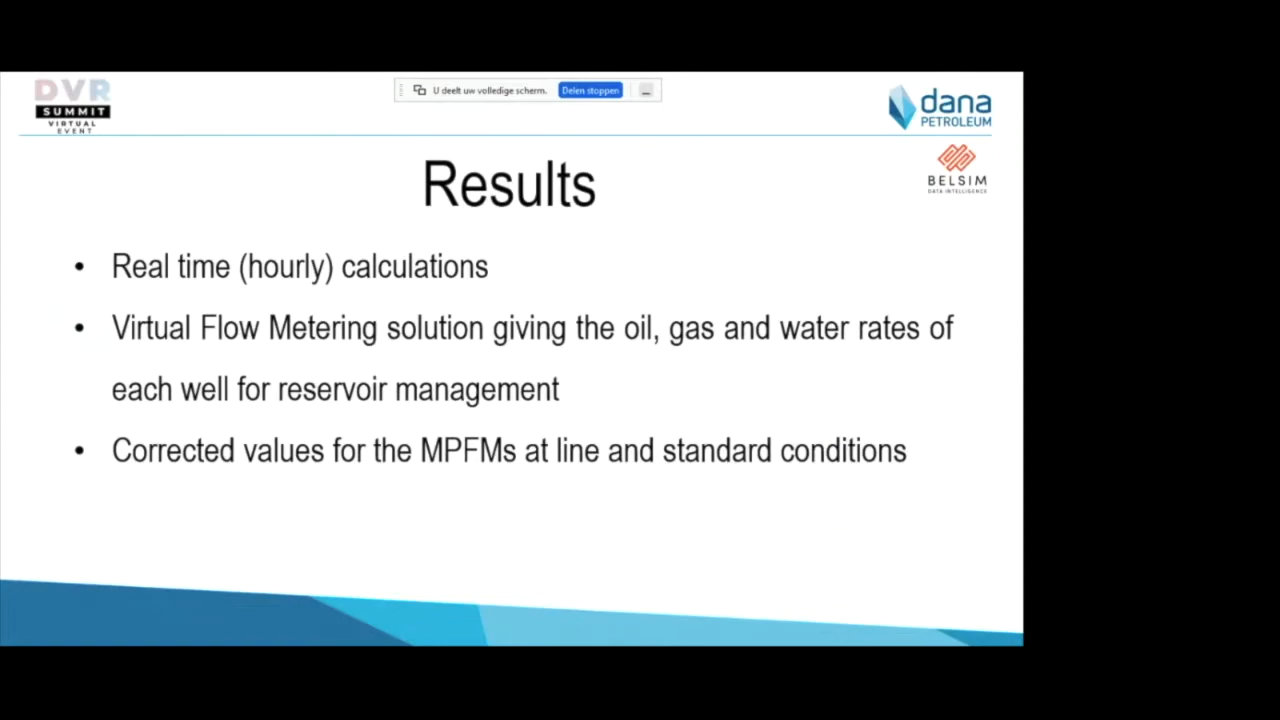 DVR
SUMMIT
VIRTUAL
EVENT
U deelt uw volledige scherm. Delen stoppen
dana
PETROLEUM
BELSIM
DATA INTELLIGENCE
Results
• Real time (hourly) calculations
• Virtual Flow Metering solution giving the oil, gas and water rates of
each well for reservoir management
• Corrected values for the MPFMs at line and standard conditions